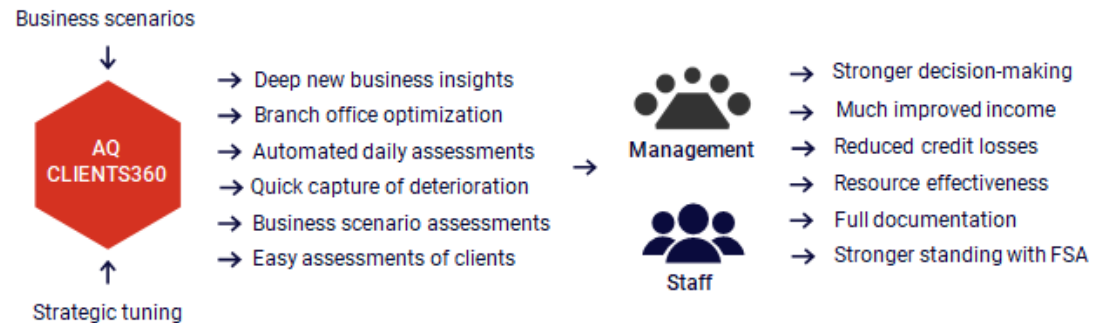 Business scenarios
AQ
CLIENTS360
Strategic tuning
Deep new business insights
Branch office optimization
Automated daily assessments
Quick capture of deterioration
Business scenario assessments
Easy assessments of clients
Management
Staff
Stronger decision-making
Much improved income
Reduced credit losses
Resource effectiveness
Full documentation
Stronger standing with FSA